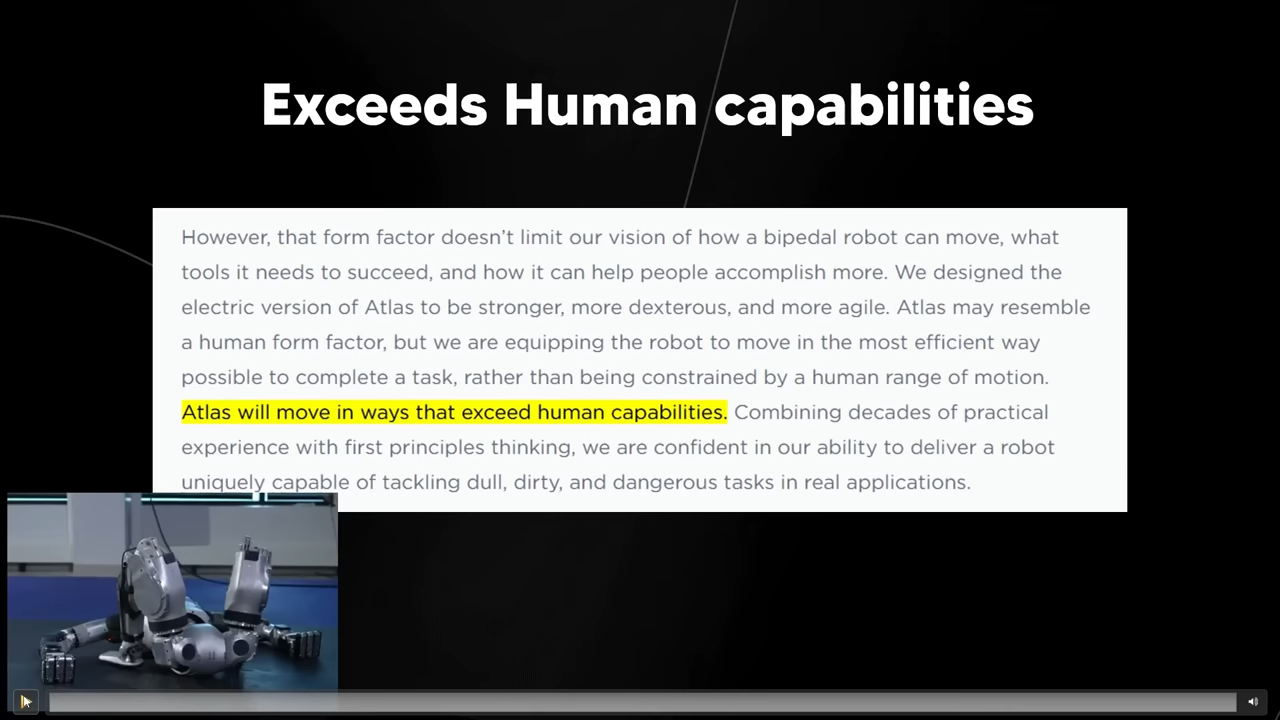 Exceeds Human capabilities
However, that form factor doesn’t limit our vision of how a bipedal robot can move, what
tools it needs to succeed, and how it can help people accomplish more. We designed the
electric version of Atlas to be stronger, more dexterous, and more agile. Atlas may resemble
a human form factor, but we are equipping the robot to move in the most efficient way
possible to complete a task, rather than being constrained by a human range of motion.
Atlas will move in ways that exceed human capabilities. Combining decades of practical
experience with first principles thinking, we are confident in our ability to deliver a robot
uniquely capable of tackling dull, dirty, and dangerous tasks in real applications.